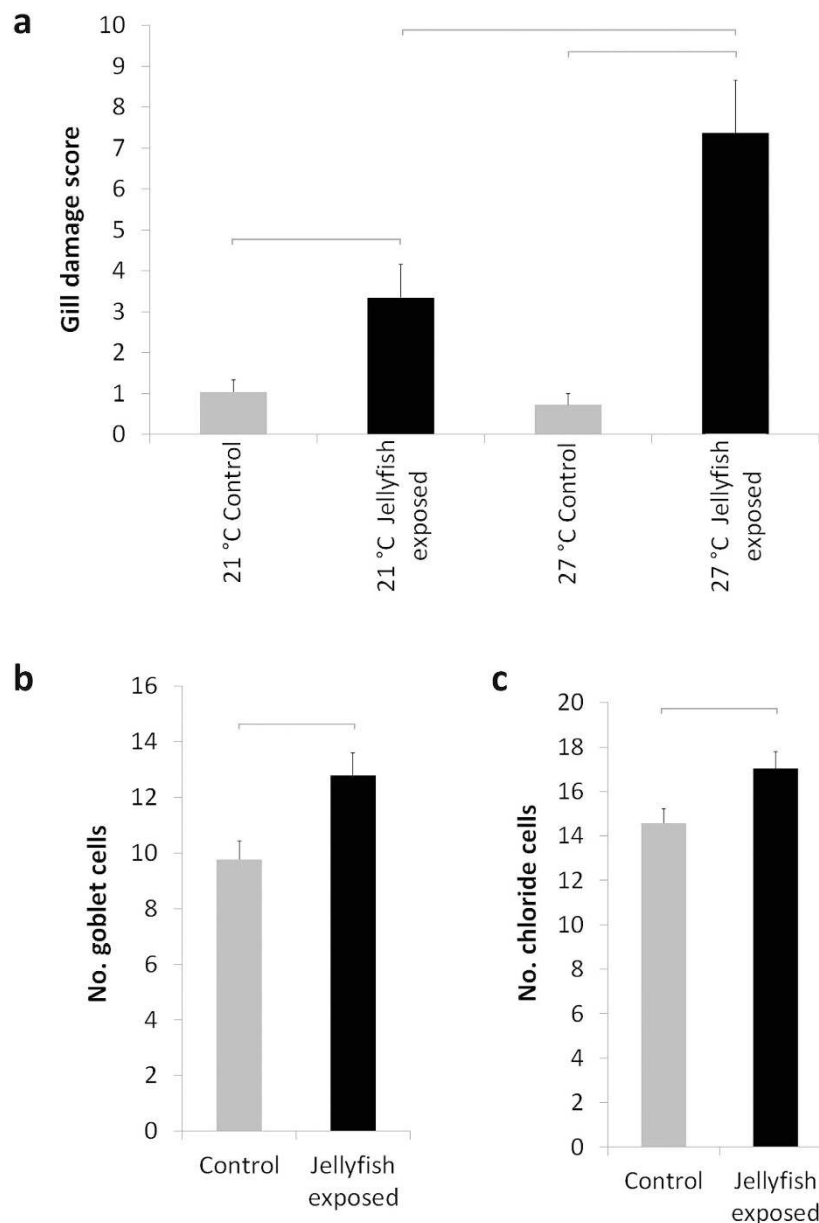 a
Gill damage score
10
9
8
7
6
5
4
3
2
1
0
21 °C Control
21 °C Jellyfish
exposed
27 °C Control
27 °C Jellyfish
exposed
b
No. goblet cells
16
14
12
10
8
6
4
2
0
Control
Jellyfish
exposed
c
No. chloride cells
20
18
16
14
12
10
8
6
4
2
0
Control
Jellyfish
exposed